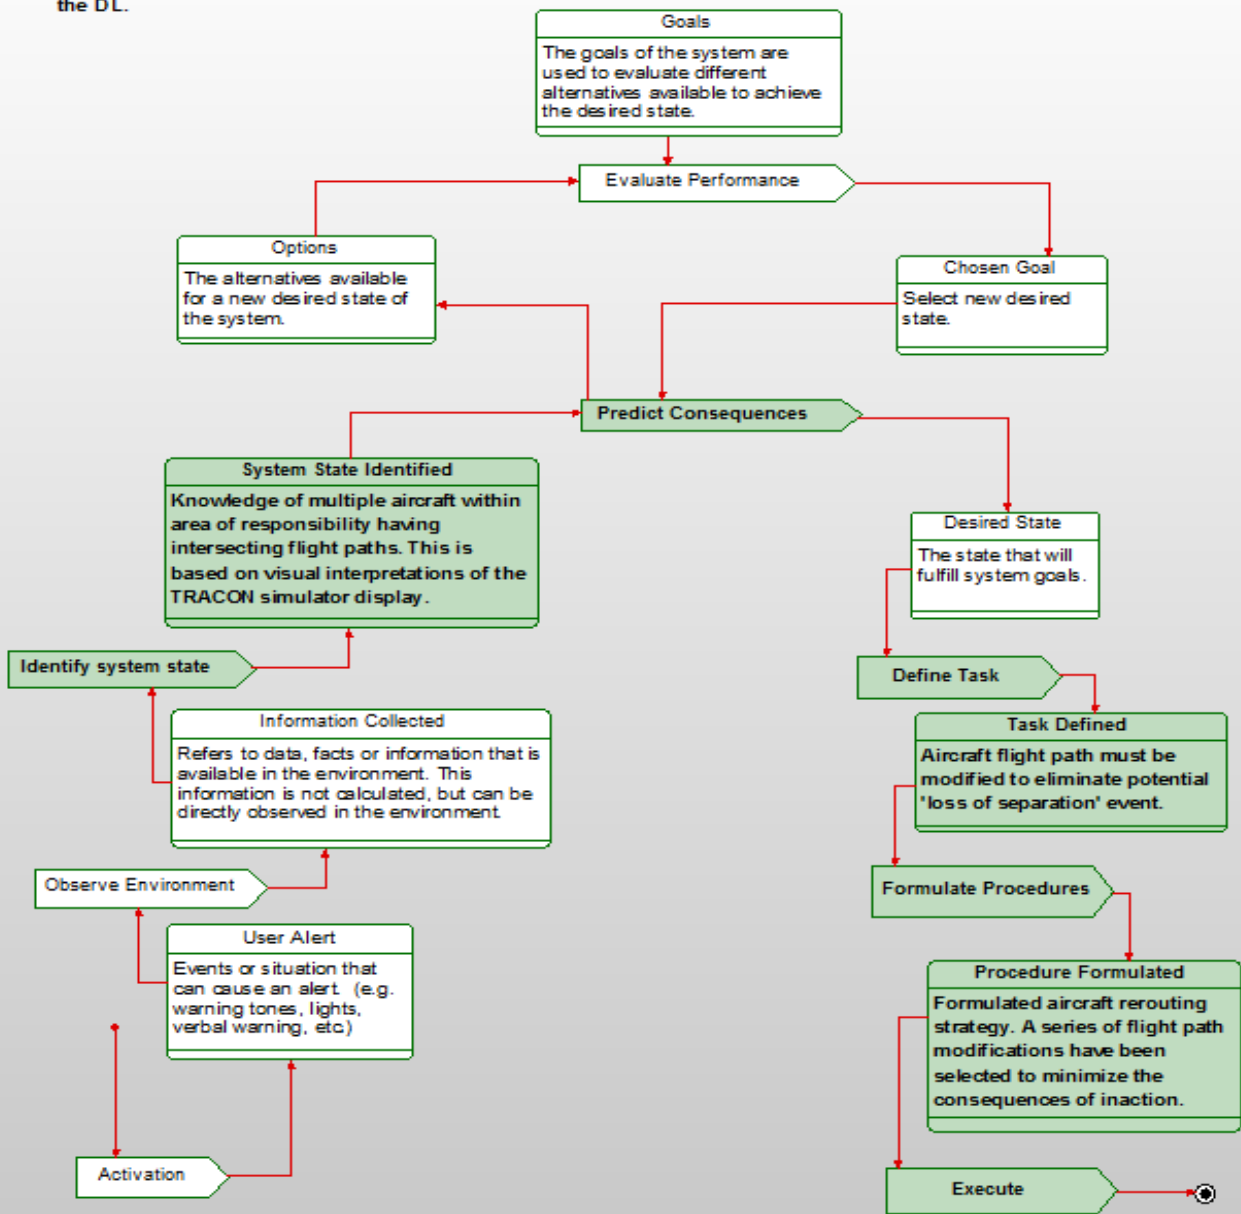 the DL.
Goals
The goals of the system are
used to evaluate different
alternatives available to achieve
the desired state.
Evaluate Performance
Options
The alternatives available
for a new desired state of
the system.
Chosen Goal
Select new desired
state.
Predict Consequences
System State Identified
Knowledge of multiple aircraft within
area of responsibility having
intersecting flight paths. This is
based on visual interpretations of the
TRACON simulator display.
Desired State
The state that will
fulfill system goals.
Identify system state
Define Task
Information Collected
Refers to data, facts or information that is
available in the environment. This
information is not calculated, but can be
directly observed in the environment.
Task Defined
Aircraft flight path must be
modified to eliminate potential
'loss of separation' event.
Observe Environment
Formulate Procedures
User Alert
Events or situation that
can cause an alert. (e.g.
warning tones, lights,
verbal warning, etc.)
Procedure Formulated
Formulated aircraft rerouting
strategy. A series of flight path
modifications have been
selected to minimize the
consequences of inaction.
Activation
Execute